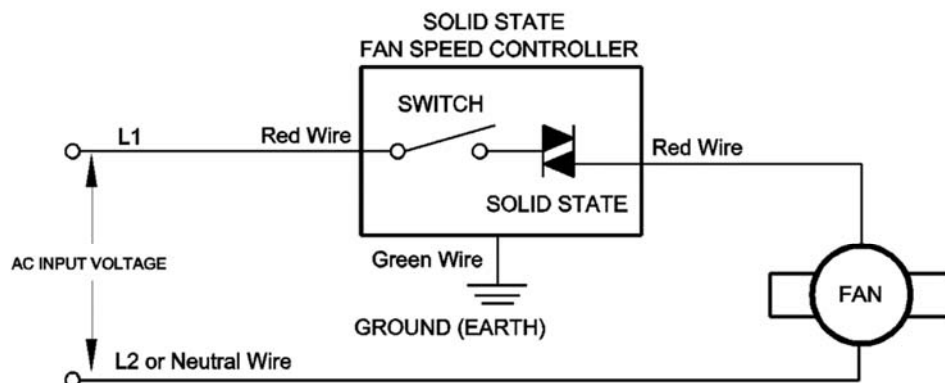 SOLID STATE
FAN SPEED CONTROLLER
SWITCH
L1
Red Wire
Red Wire
SOLID STATE
Green Wire
AC INPUT VOLTAGE
FAN
GROUND (EARTH)
L2 or Neutral Wire